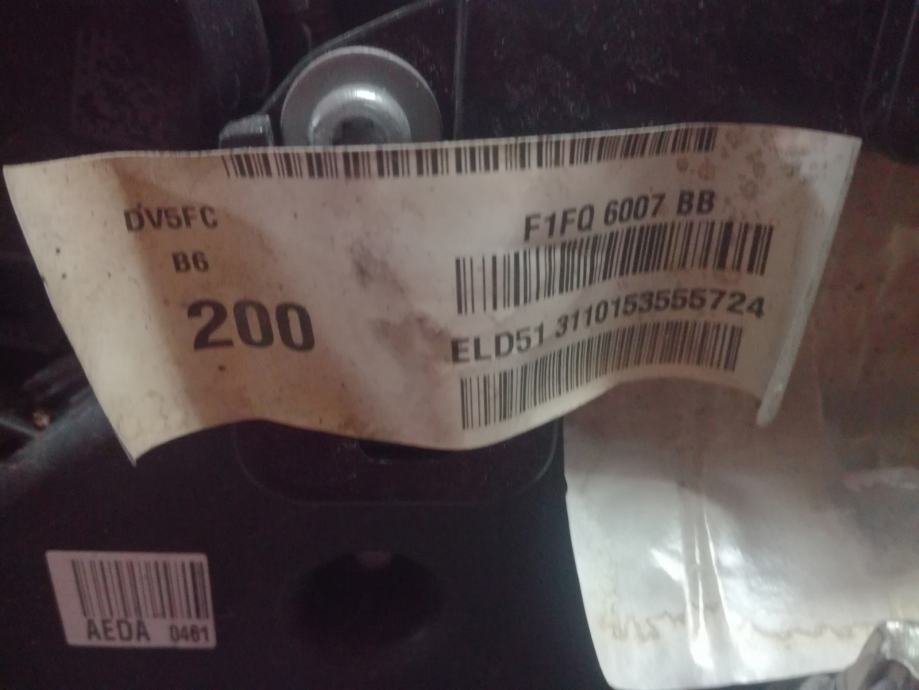 DV5FC
B6
200
F1FQ 6007 BB
ELD51 3110153555724
AEDA 0461